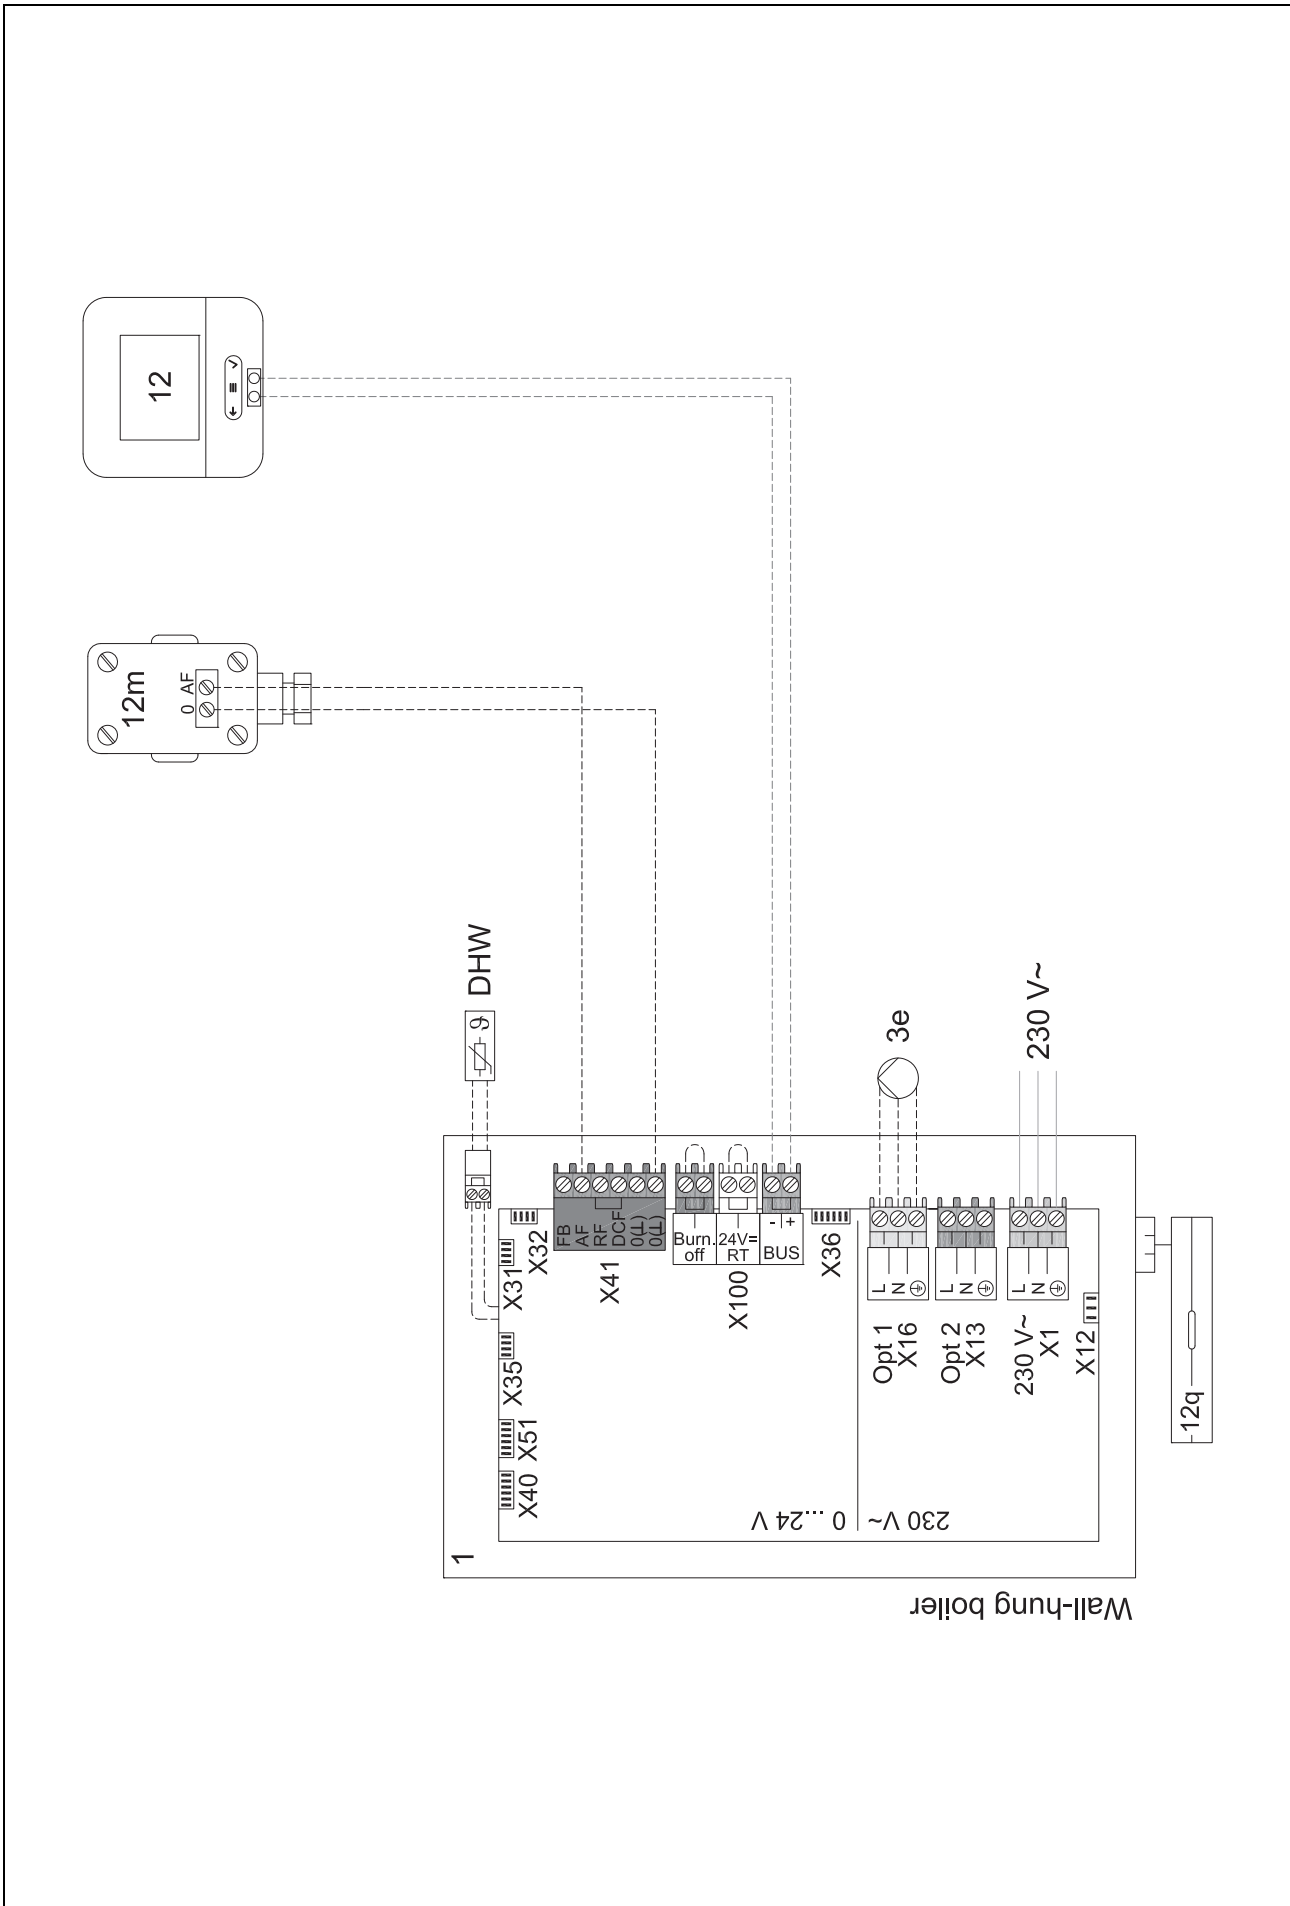 12
12m
0 AF
DHW
3e
230 V~
X32
X31
X35
X51
X40
FB
AF
RF
DCF
0(⊥)
0(⊥)
X41
Burn.
off
24V=
RT
X100
- +
BUS
X36
L
N
Opt 1
X16
L
N
Opt 2
X13
L
N
230 V~
X1
X12
12q
0 ...24 V
230 V~
1
Wall-hung boiler